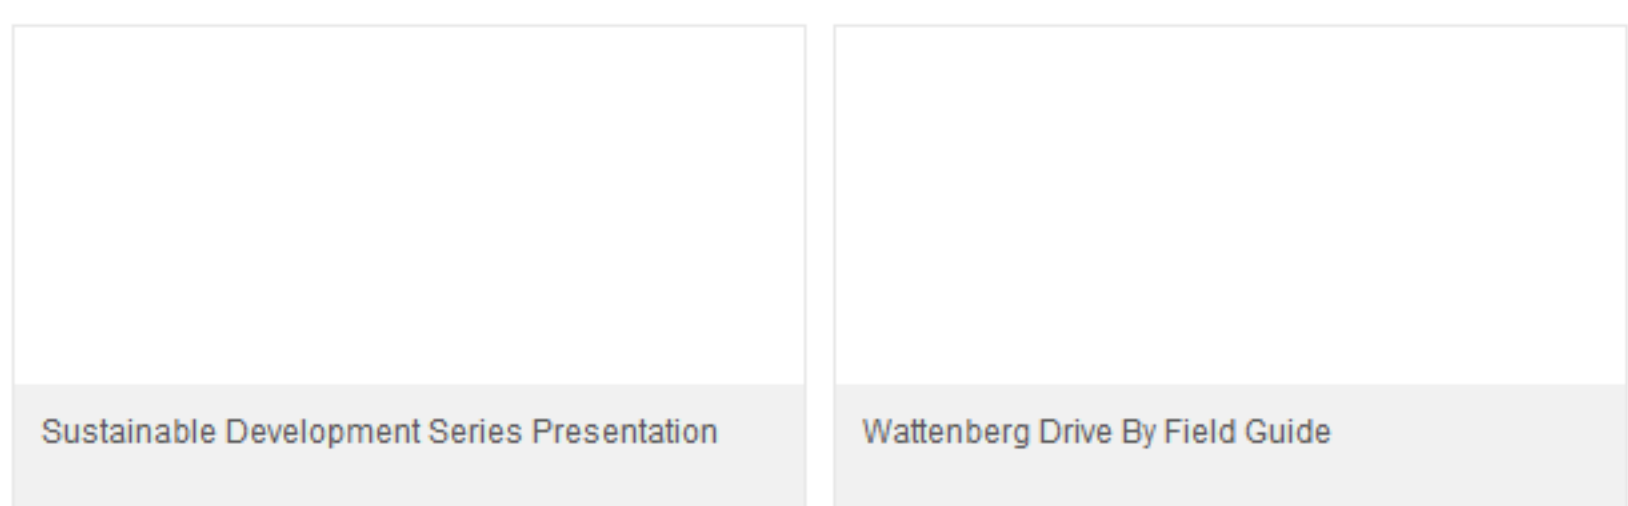 Sustainable Development Series Presentation
Wattenberg Drive By Field Guide